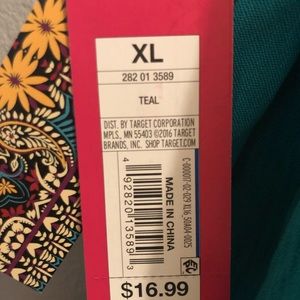 XL
282 01 3589
TEAL
DIST. BY TARGET CORPORATION
MPLS., MN 55403 ©2016 TARGET
BRANDS, INC. SHOP TARGET.COM
4 92820 13589 3
MADE IN CHINA
$16.99